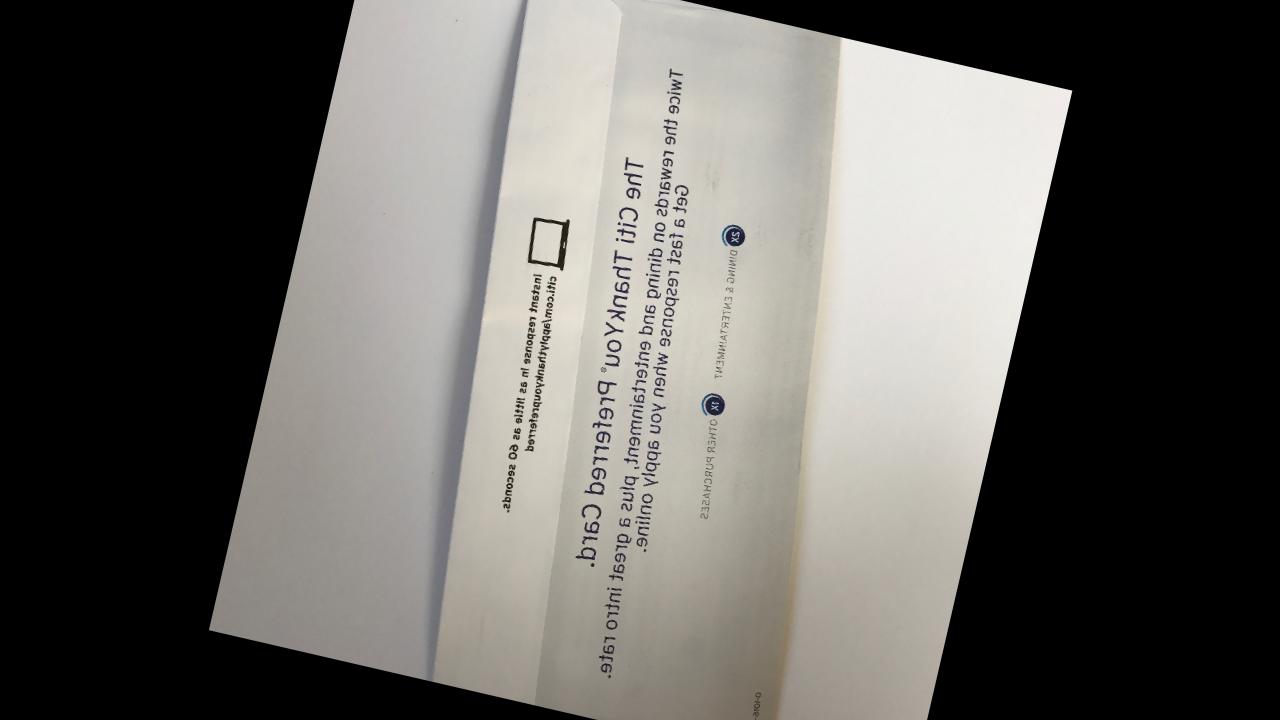 Instant response in as little as 60 seconds.
citi.com/applythankyoupreferred
The Citi ThankYou® Preferred Card.
Twice the rewards on dining and entertainment, plus a great intro rate.
Get a fast response when you apply online.
2X DINING & ENTERTAINMENT 1X OTHER PURCHASES